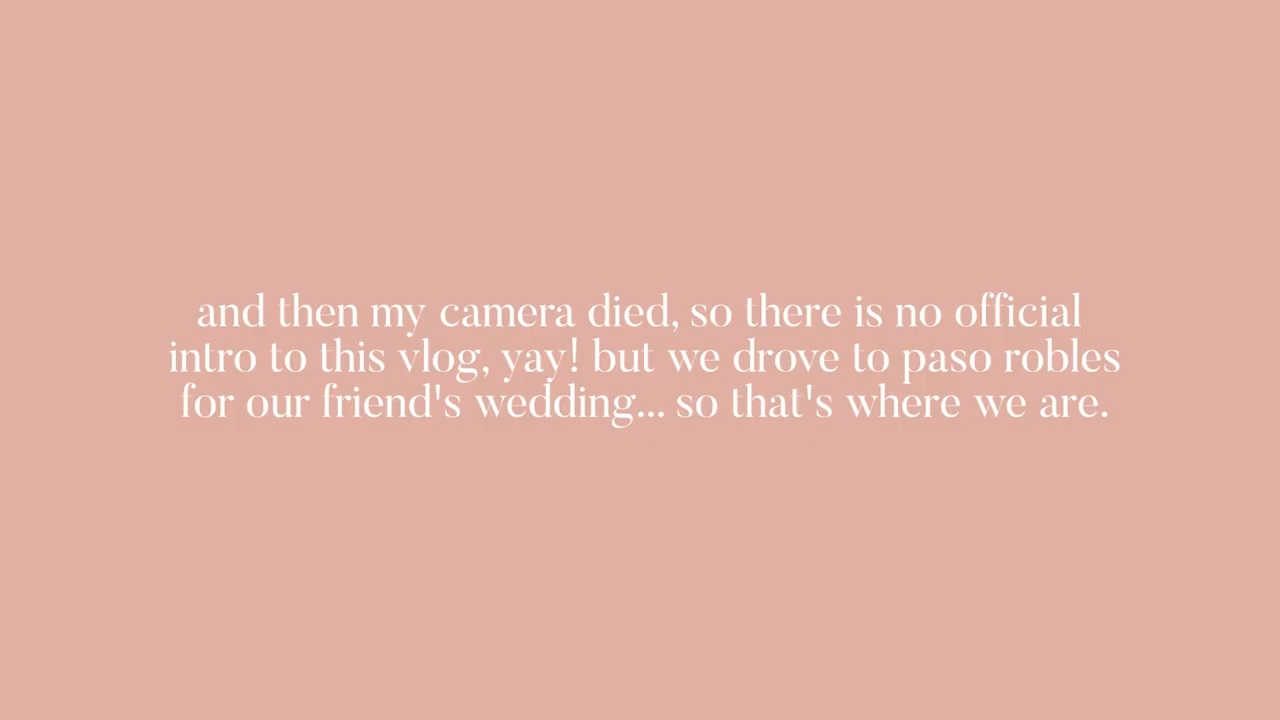 and then my camera died, so there is no official
intro to this vlog, yay! but we drove to paso robles
for our friend's wedding... so that's where we are.